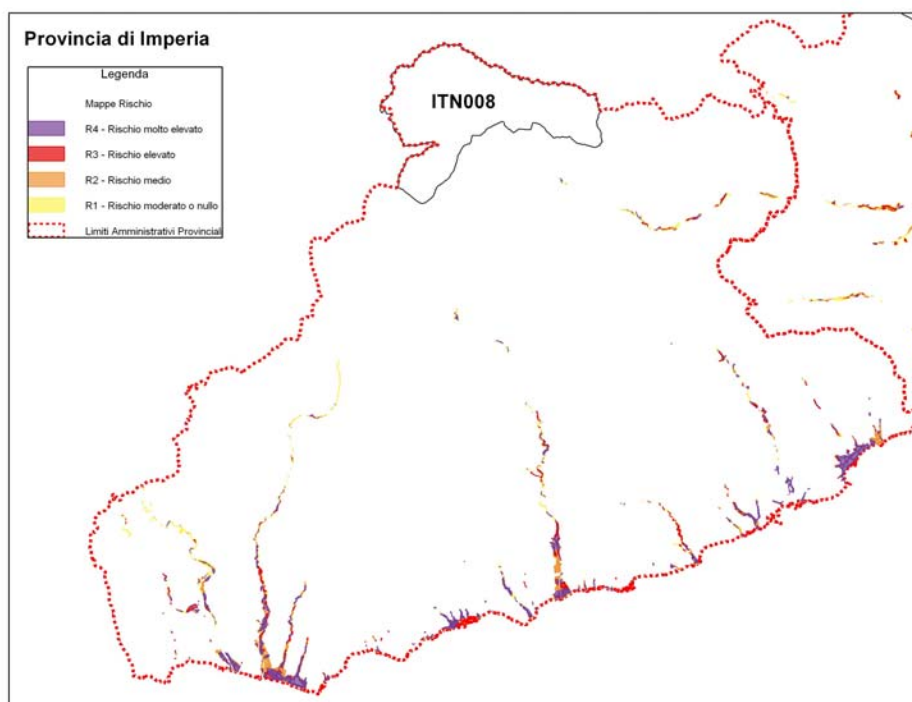 Provincia di Imperia
Legenda
Mappe Rischio
R4 - Rischio molto elevato
R3 - Rischio elevato
R2 - Rischio medio
R1 - Rischio moderato o nullo
Limiti Amministrativi Provinciali
ITN008